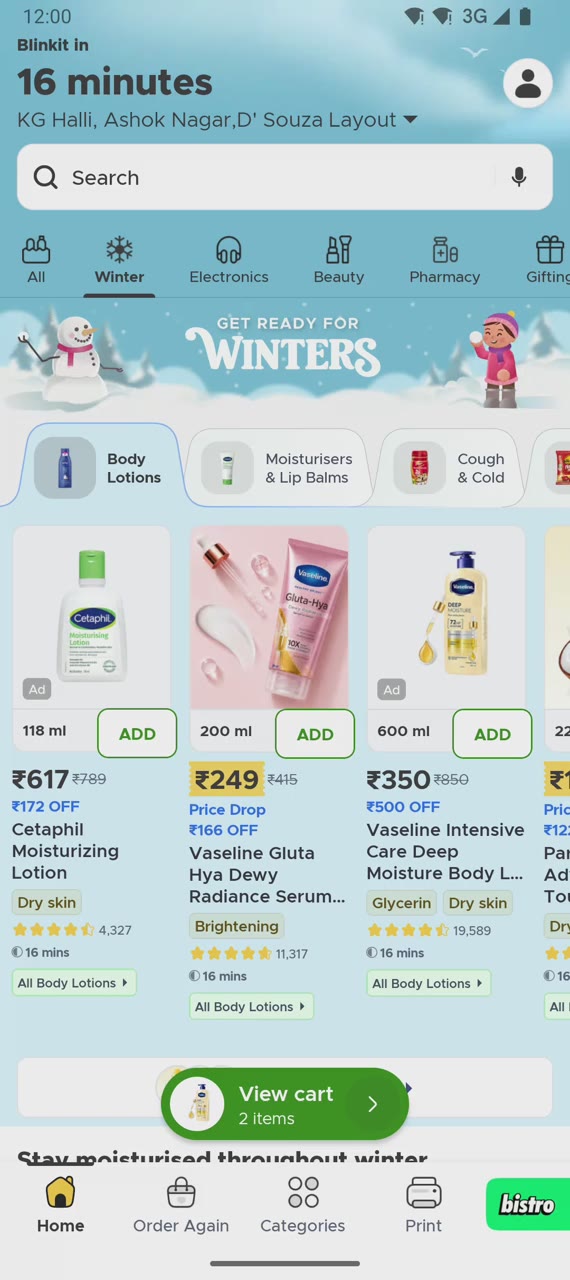 12:00
3G
Blinkit in
16 minutes
KG Halli, Ashok Nagar,D' Souza Layout
Search
All
Winter
Electronics
Beauty
Pharmacy
Gifting
GET READY FOR
WINTERS
Body
Lotions
Moisturisers
& Lip Balms
Cough
& Cold
Cetaphil
Moisturising
Lotion
Ad
118 ml
ADD
₹617 ₹789
₹172 OFF
Cetaphil
Moisturizing
Lotion
Dry skin
4,327
16 mins
All Body Lotions
Vaseline
Gluta-Hya
10X
200 ml
ADD
₹249 ₹415
Price Drop
₹166 OFF
Vaseline Gluta
Hya Dewy
Radiance Serum...
Brightening
11,317
16 mins
All Body Lotions
Vaseline
DEEP
MOISTURE
Ad
600 ml
ADD
₹350 ₹850
₹500 OFF
Vaseline Intensive
Care Deep
Moisture Body L...
Glycerin
Dry skin
19,589
16 mins
All Body Lotions
View cart
2 items
Stay moisturised throughout winter
Home
Order Again
Categories
Print
bistro